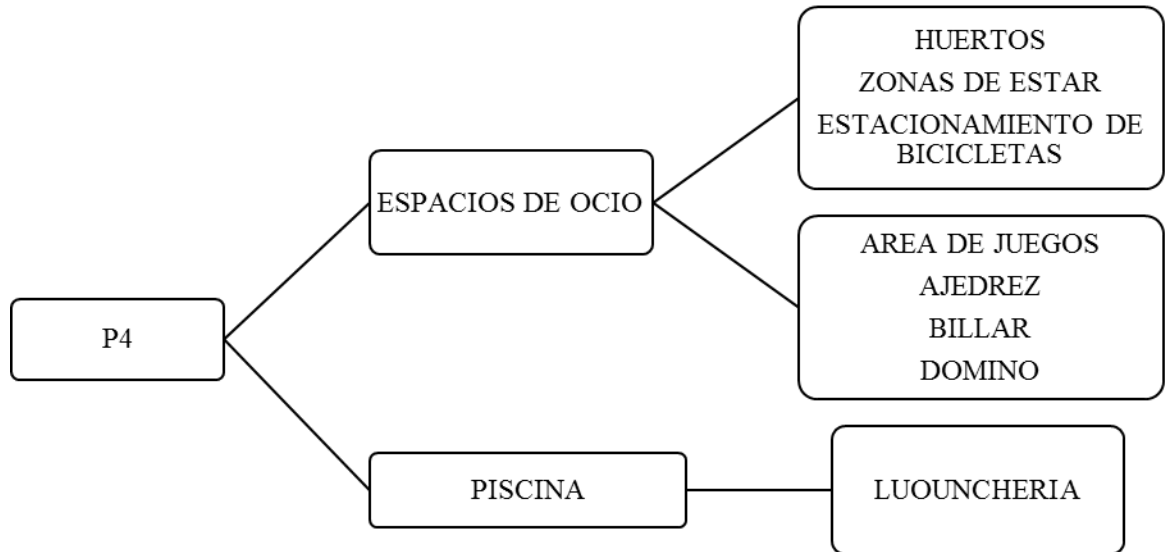 P4
ESPACIOS DE OCIO
HUERTOS
ZONAS DE ESTAR
ESTACIONAMIENTO DE
BICICLETAS
AREA DE JUEGOS
AJEDREZ
BILLAR
DOMINO
PISCINA
LUOUNCHERIA